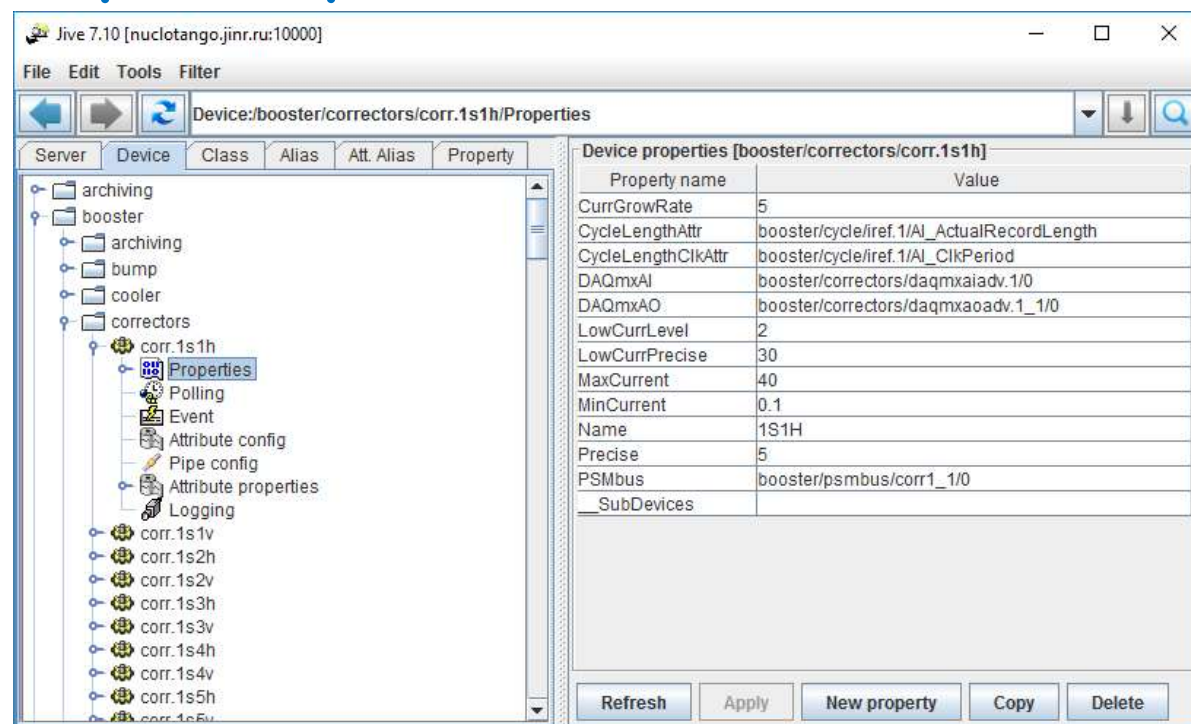 Jive 7.10 [nuclotango.jinr.ru:10000]
File Edit Tools Filter
Device:/booster/correctors/corr.1s1h/Properties
Server Device Class Alias Att. Alias Property
archiving
booster
archiving
bump
cooler
correctors
corr.1s1h
Properties
Polling
Event
Attribute config
Pipe config
Attribute properties
Logging
corr.1s1v
corr.1s2h
corr.1s2v
corr.1s3h
corr.1s3v
corr.1s4h
corr.1s4v
corr.1s5h
corr.1s5v
Device properties [booster/correctors/corr.1s1h]
Property name Value
CurrGrowRate 5
CycleLengthAttr booster/cycle/iref.1/AI_ActualRecordLength
CycleLengthClkAttr booster/cycle/iref.1/AI_ClkPeriod
DAQmxAI booster/correctors/daqmxaiadv.1/0
DAQmxAO booster/correctors/daqmxaoadv.1_1/0
LowCurrLevel 2
LowCurrPrecise 30
MaxCurrent 40
MinCurrent 0.1
Name 1S1H
Precise 5
PSMbus booster/psmbus/corr1_1/0
__SubDevices
Refresh Apply New property Copy Delete